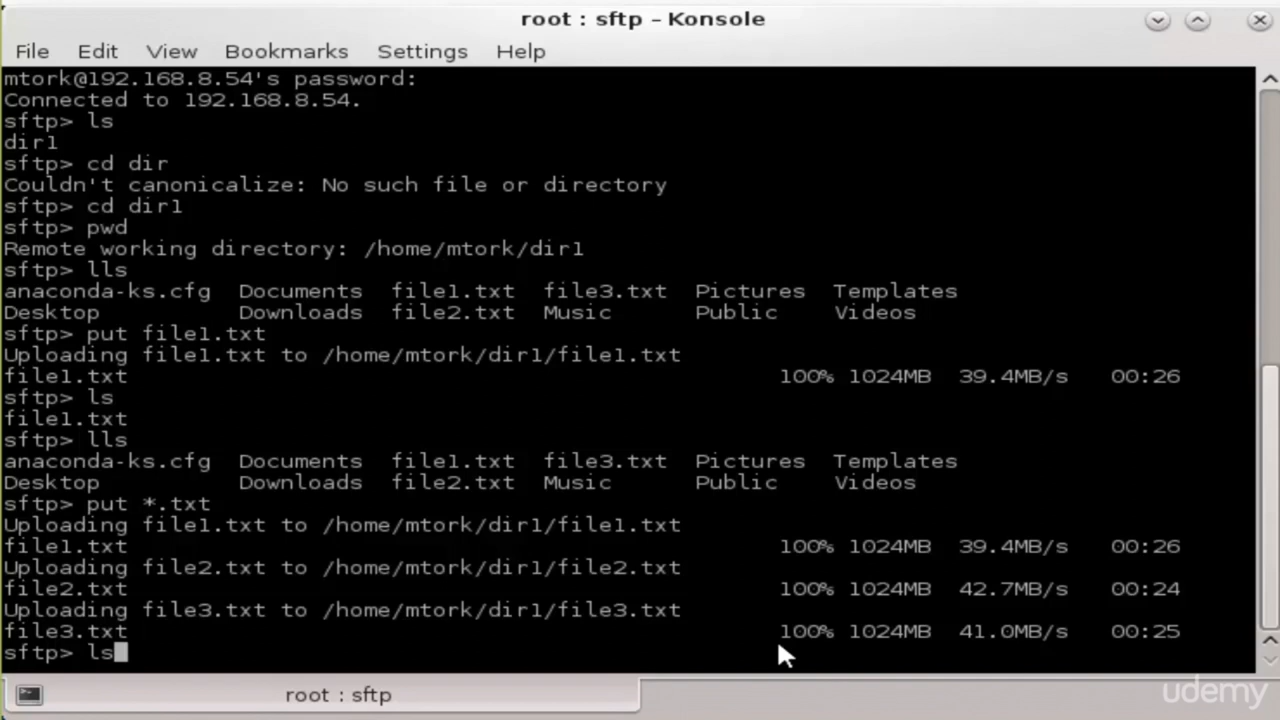 root : sftp – Konsole
File Edit View Bookmarks Settings Help
mtork@192.168.8.54's password:
Connected to 192.168.8.54.
sftp> ls
dir1
sftp> cd dir
Couldn't canonicalize: No such file or directory
sftp> cd dir1
sftp> pwd
Remote working directory: /home/mtork/dir1
sftp> lls
anaconda-ks.cfg Documents file1.txt file3.txt Pictures Templates
Desktop Downloads file2.txt Music Public Videos
sftp> put file1.txt
Uploading file1.txt to /home/mtork/dir1/file1.txt
file1.txt 100% 1024MB 39.4MB/s 00:26
sftp> ls
file1.txt
sftp> lls
anaconda-ks.cfg Documents file1.txt file3.txt Pictures Templates
Desktop Downloads file2.txt Music Public Videos
sftp> put *.txt
Uploading file1.txt to /home/mtork/dir1/file1.txt
file1.txt 100% 1024MB 39.4MB/s 00:26
Uploading file2.txt to /home/mtork/dir1/file2.txt
file2.txt 100% 1024MB 42.7MB/s 00:24
Uploading file3.txt to /home/mtork/dir1/file3.txt
file3.txt 100% 1024MB 41.0MB/s 00:25
sftp> ls
root : sftp
udemy